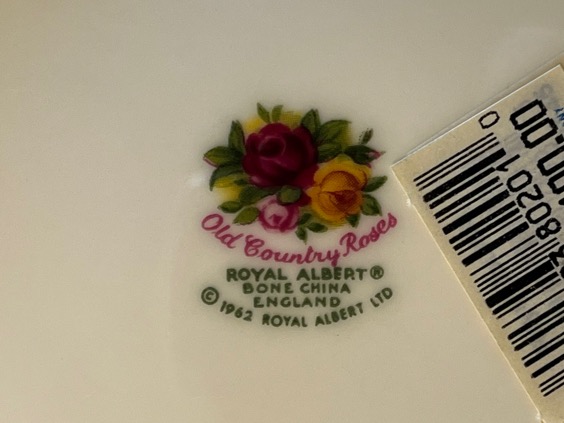 Old Country Roses
ROYAL ALBERT®
BONE CHINA
ENGLAND
© 1962 ROYAL ALBERT LTD